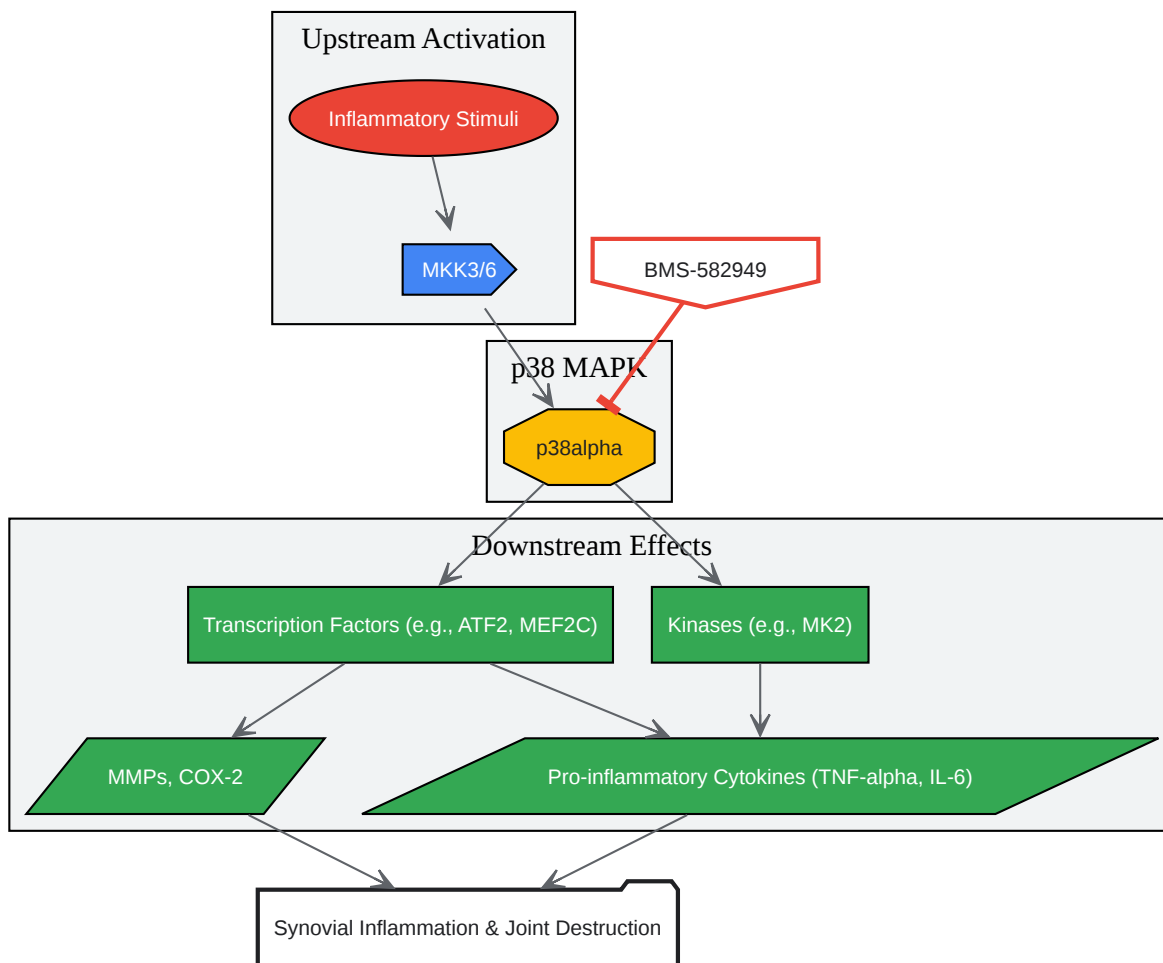 Upstream Activation
Inflammatory Stimuli
MKK3/6
BMS-582949
p38 MAPK
p38alpha
Downstream Effects
Transcription Factors (e.g., ATF2, MEF2C)
Kinases (e.g., MK2)
MMPs, COX-2
Pro-inflammatory Cytokines (TNF-alpha, IL-6)
Synovial Inflammation & Joint Destruction